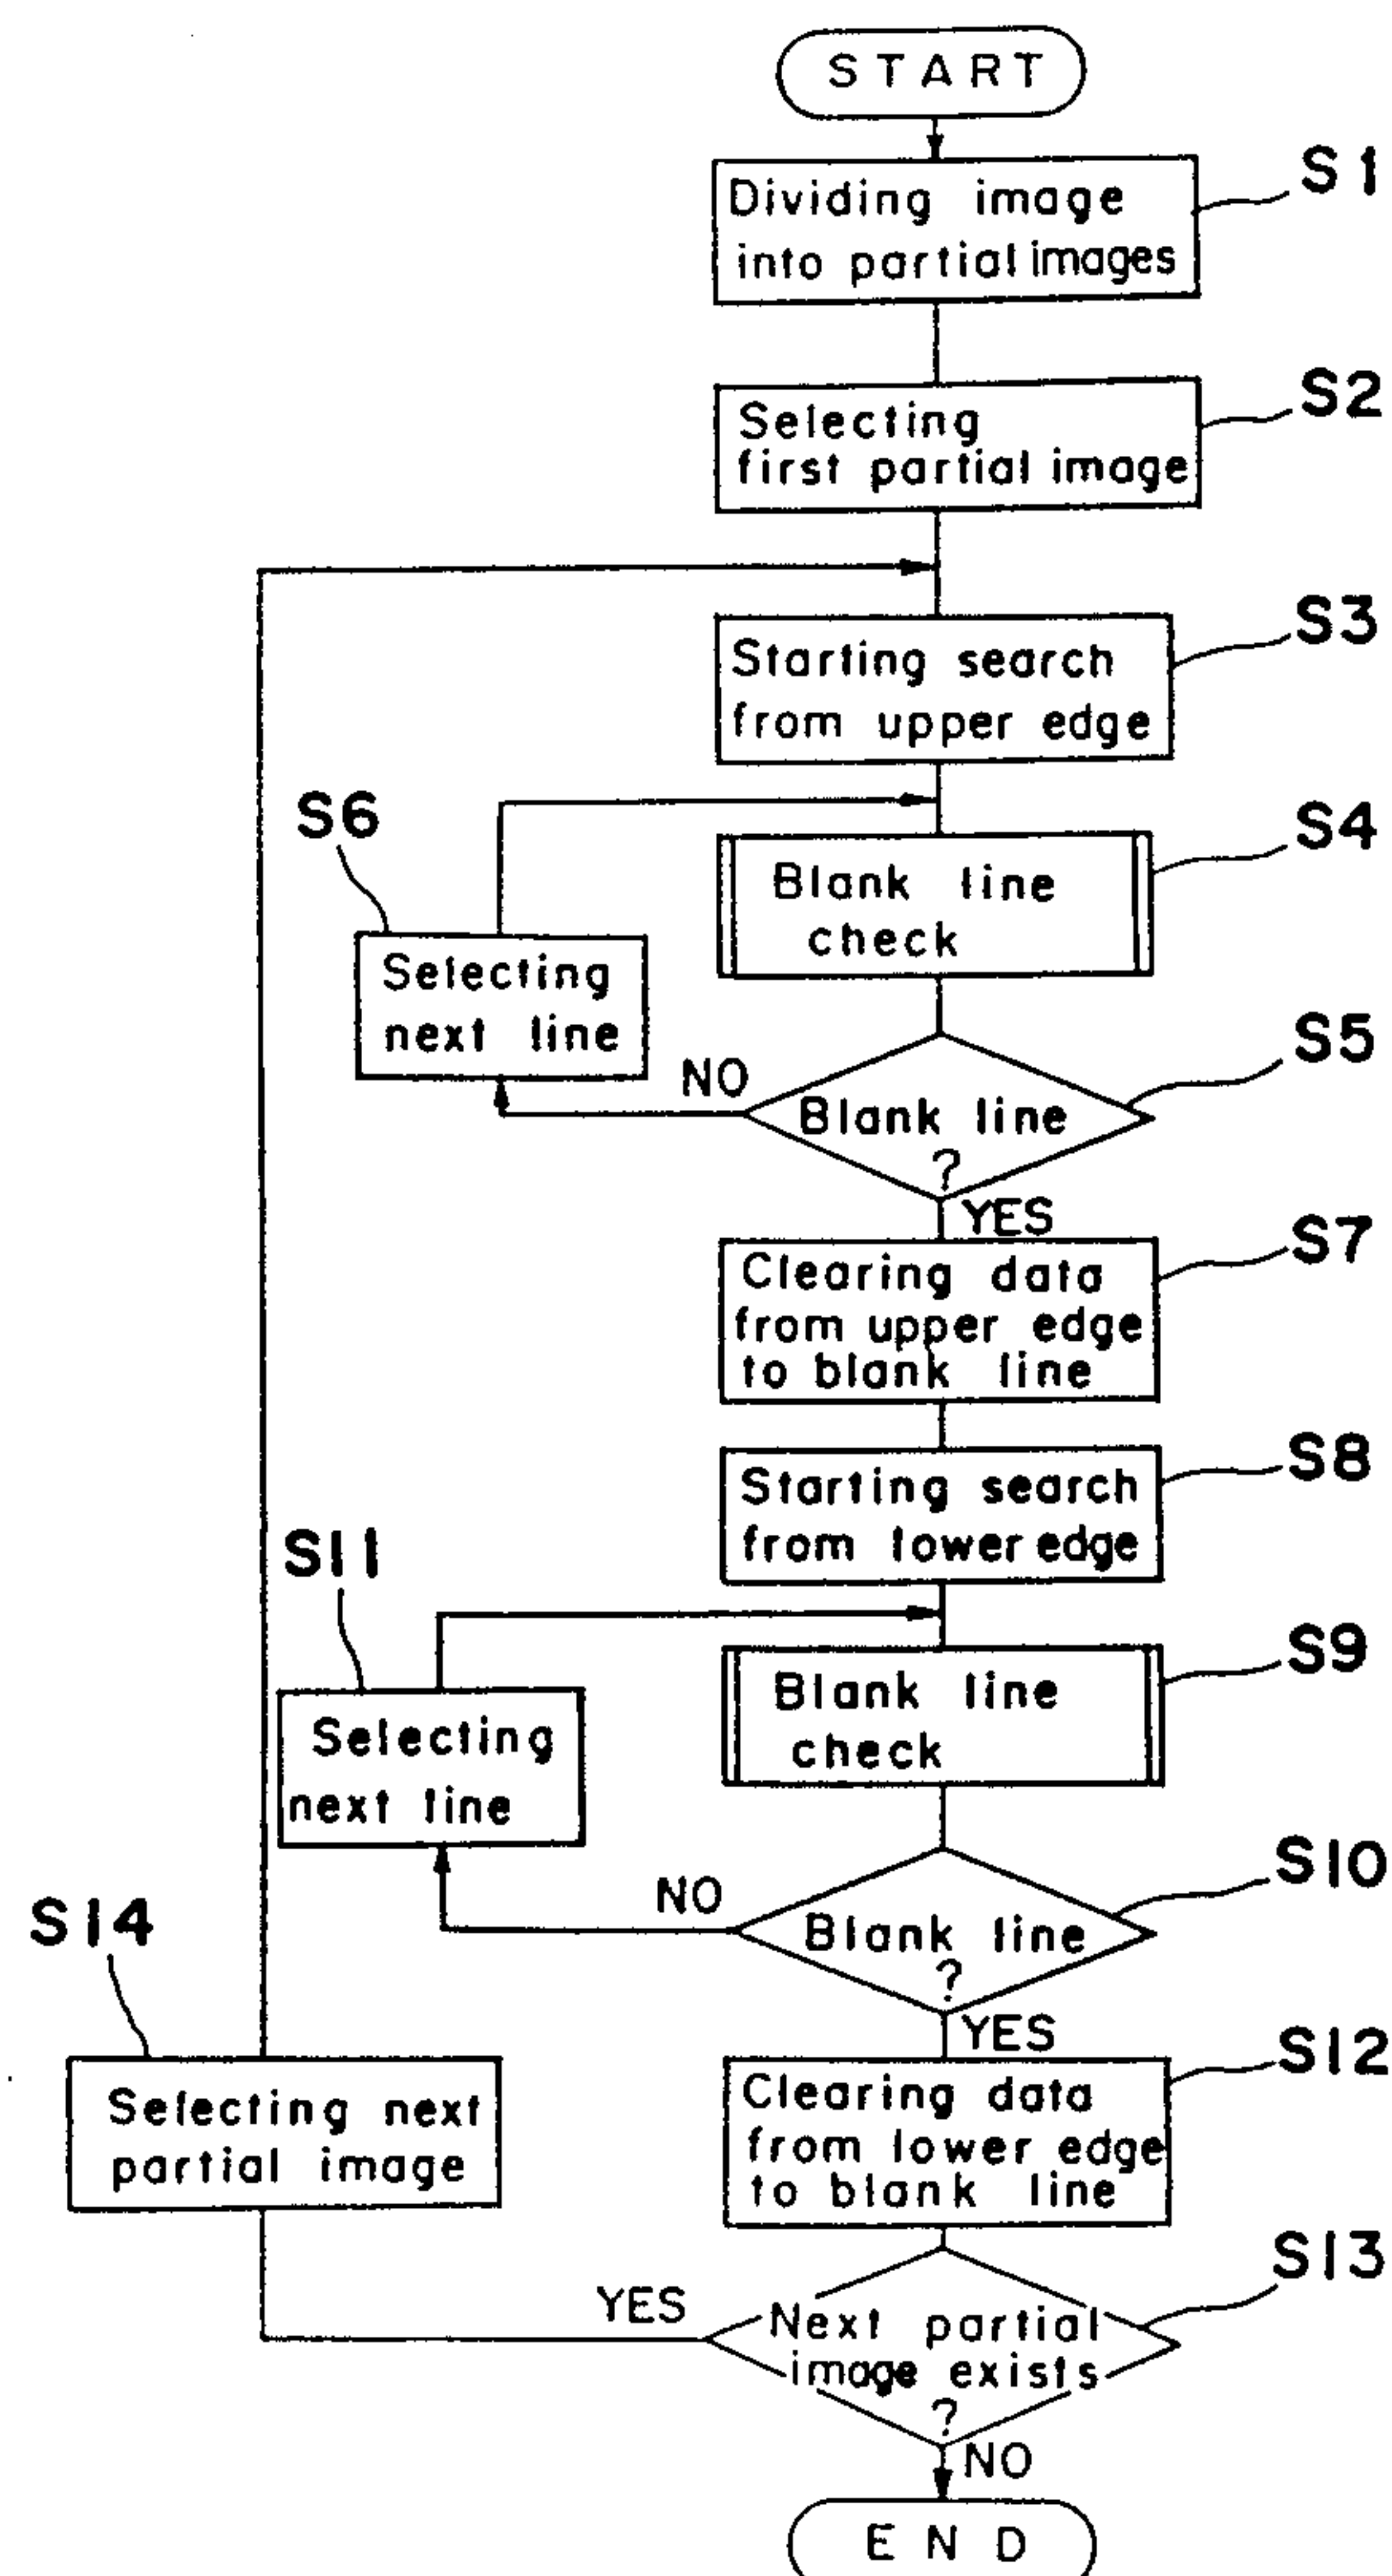 START
S1
Dividing image
into partial images
S2
Selecting
first partial image
S3
Starting search
from upper edge
S6
S4
Blank line
check
Selecting
next line
S5
NO
Blank line
?
YES
S7
Clearing data
from upper edge
to blank line
S8
Starting search
from lower edge
S11
S9
Blank line
check
Selecting
next line
S10
NO
Blank line
?
S14
YES
S12
Clearing data
from lower edge
to blank line
Selecting next
partial image
S13
YES
Next partial
image exists
?
NO
END